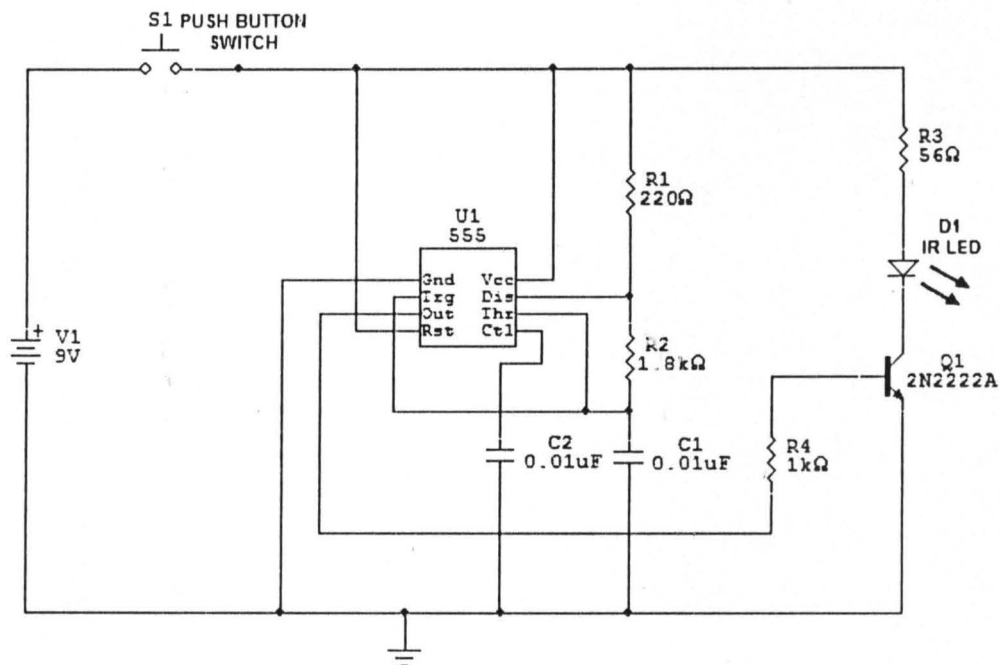 S1 PUSH BUTTON
SWITCH
R3
56Ω
R1
220Ω
U1
555
D1
IR LED
Gnd Vcc
Trg Dis
Out Thr
Rst Ctl
+ V1
9V
R2
1.8kΩ
Q1
2N2222A
C2
0.01uF
C1
0.01uF
R4
1kΩ